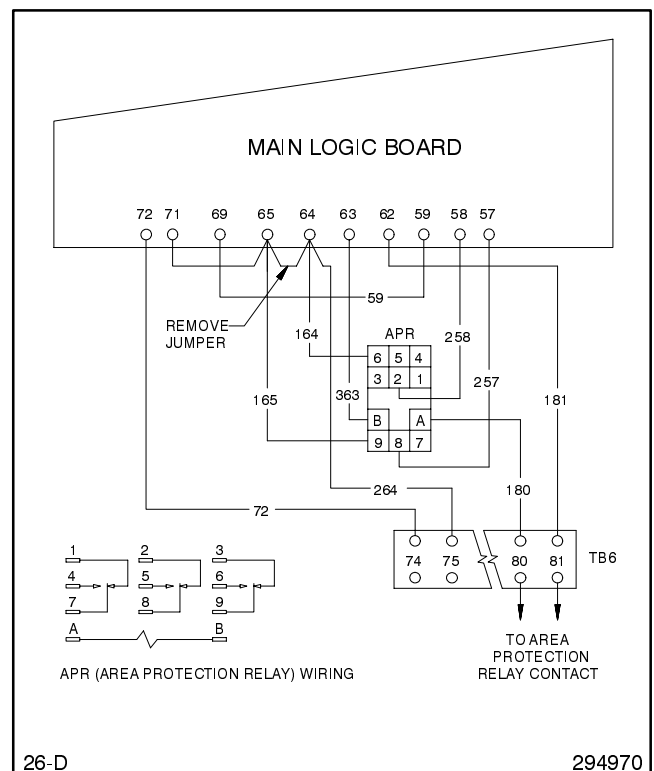 MAIN LOGIC BOARD
72 71 69 65 64 63 62 59 58 57
59
REMOVE
JUMPER
164
APR
258
6 5 4
3 2 1
257
165
363
181
B A
9 8 7
264
180
72
74 75 80 81
TB6
1 2 3
4 5 6
7 8 9
A B
TO AREA
PROTECTION
RELAY CONTACT
APR (AREA PROTECTION RELAY) WIRING
26-D
294970